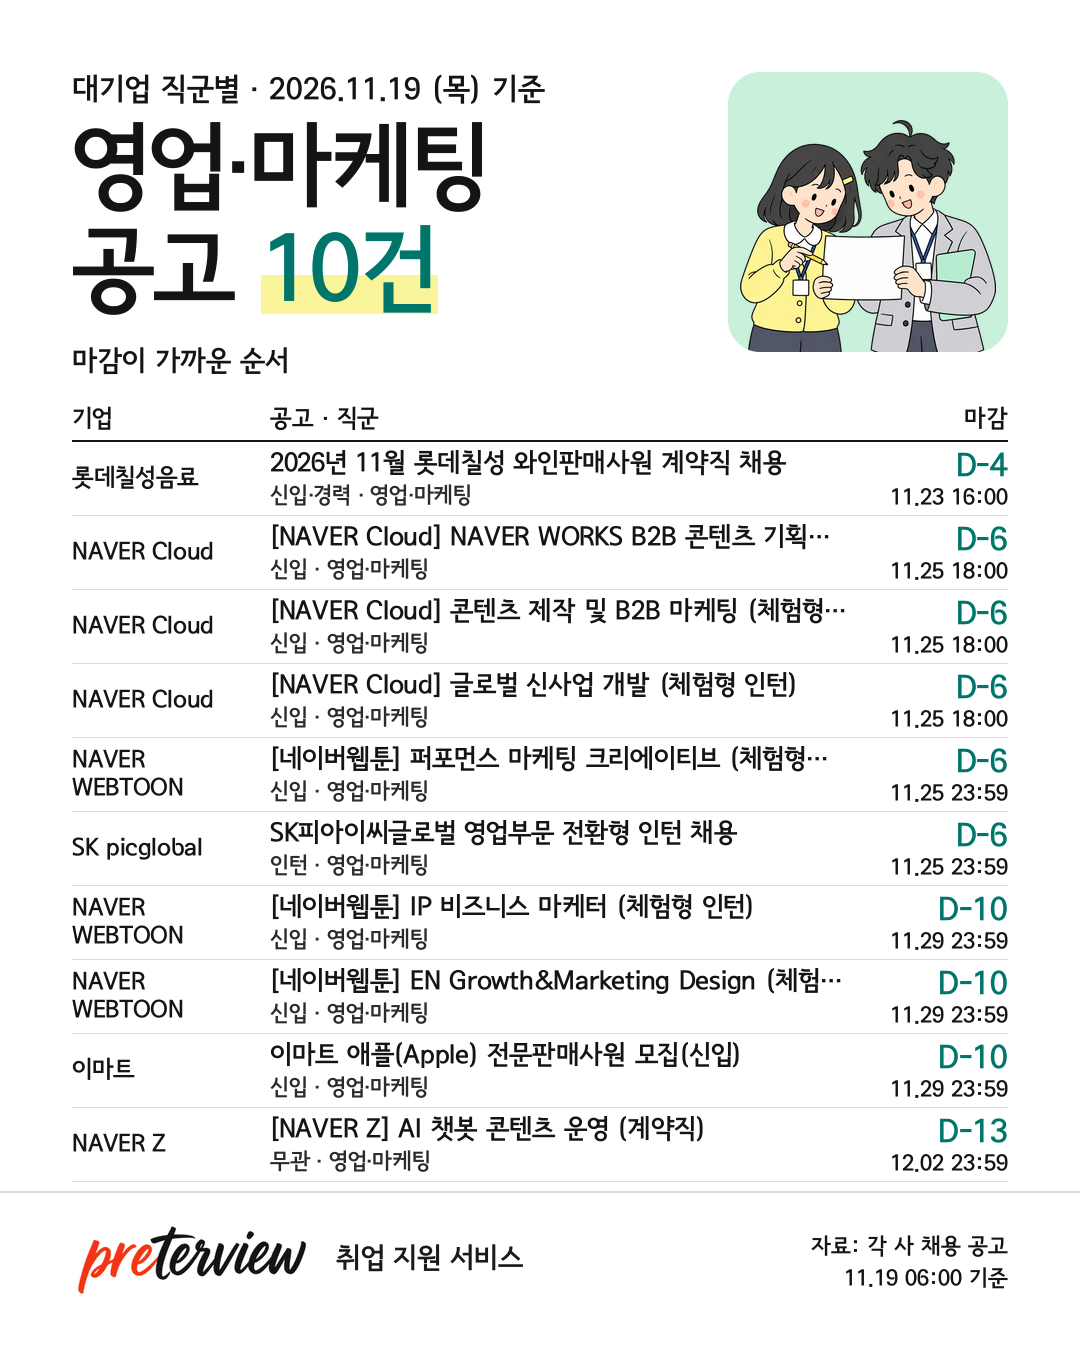 대기업 직군별 · 2026.11.19 (목) 기준
영업·마케팅
공고 10건
마감이 가까운 순서
기업 공고 · 직군 마감
롯데칠성음료
2026년 11월 롯데칠성 와인판매사원 계약직 채용
신입·경력 · 영업·마케팅
D-4
11.23 16:00
NAVER Cloud
[NAVER Cloud] NAVER WORKS B2B 콘텐츠 기획…
신입 · 영업·마케팅
D-6
11.25 18:00
NAVER Cloud
[NAVER Cloud] 콘텐츠 제작 및 B2B 마케팅 (체험형…
신입 · 영업·마케팅
D-6
11.25 18:00
NAVER Cloud
[NAVER Cloud] 글로벌 신사업 개발 (체험형 인턴)
신입 · 영업·마케팅
D-6
11.25 18:00
NAVER
WEBTOON
[네이버웹툰] 퍼포먼스 마케팅 크리에이티브 (체험형…
신입 · 영업·마케팅
D-6
11.25 23:59
SK picglobal
SK피아이씨글로벌 영업부문 전환형 인턴 채용
인턴 · 영업·마케팅
D-6
11.25 23:59
NAVER
WEBTOON
[네이버웹툰] IP 비즈니스 마케터 (체험형 인턴)
신입 · 영업·마케팅
D-10
11.29 23:59
NAVER
WEBTOON
[네이버웹툰] EN Growth&Marketing Design (체험…
신입 · 영업·마케팅
D-10
11.29 23:59
이마트
이마트 애플(Apple) 전문판매사원 모집(신입)
신입 · 영업·마케팅
D-10
11.29 23:59
NAVER Z
[NAVER Z] AI 챗봇 콘텐츠 운영 (계약직)
무관 · 영업·마케팅
D-13
12.02 23:59
preterview 취업 지원 서비스
자료: 각 사 채용 공고
11.19 06:00 기준